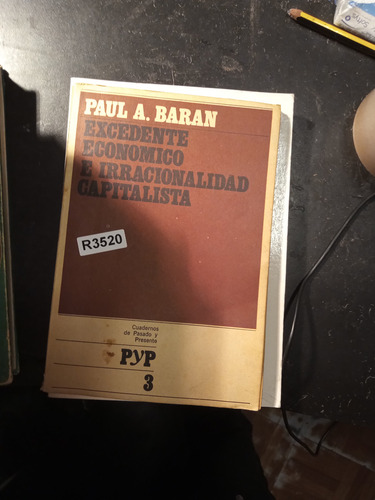 PAUL A. BARAN
EXCEDENTE
ECONOMICO
E IRRACIONALIDAD
CAPITALISTA
R3520
Cuadernos
de Pasado y
Presente
PYP
3